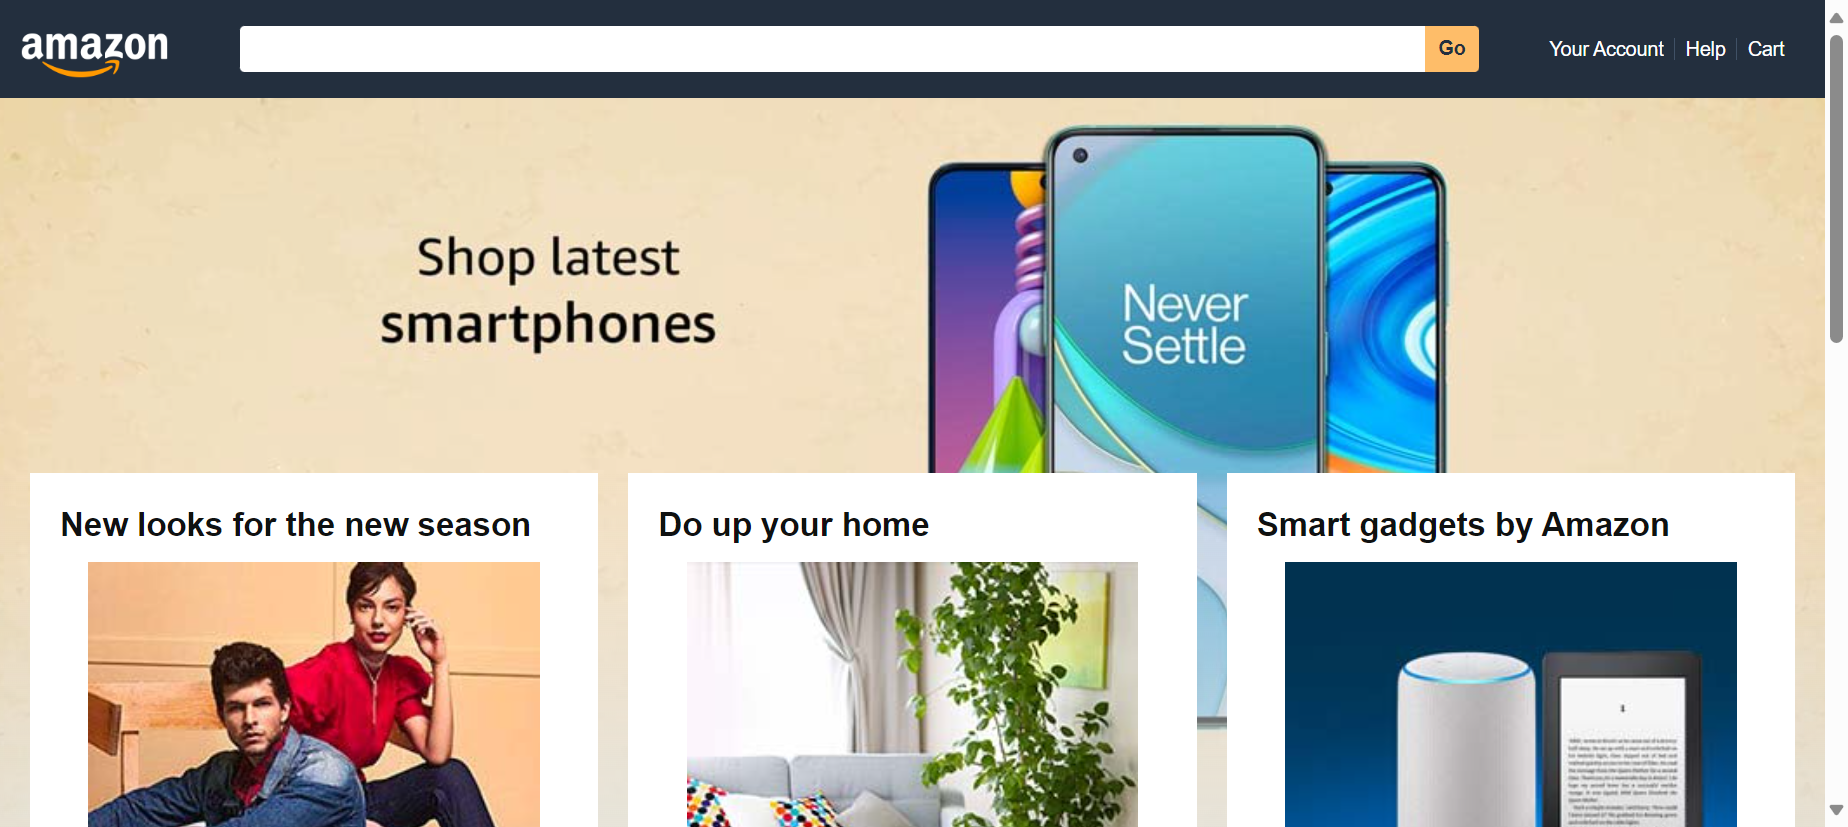 amazon
Go
Your Account
Help
Cart
Shop latest
smartphones
Never
Settle
New looks for the new season
Do up your home
Smart gadgets by Amazon